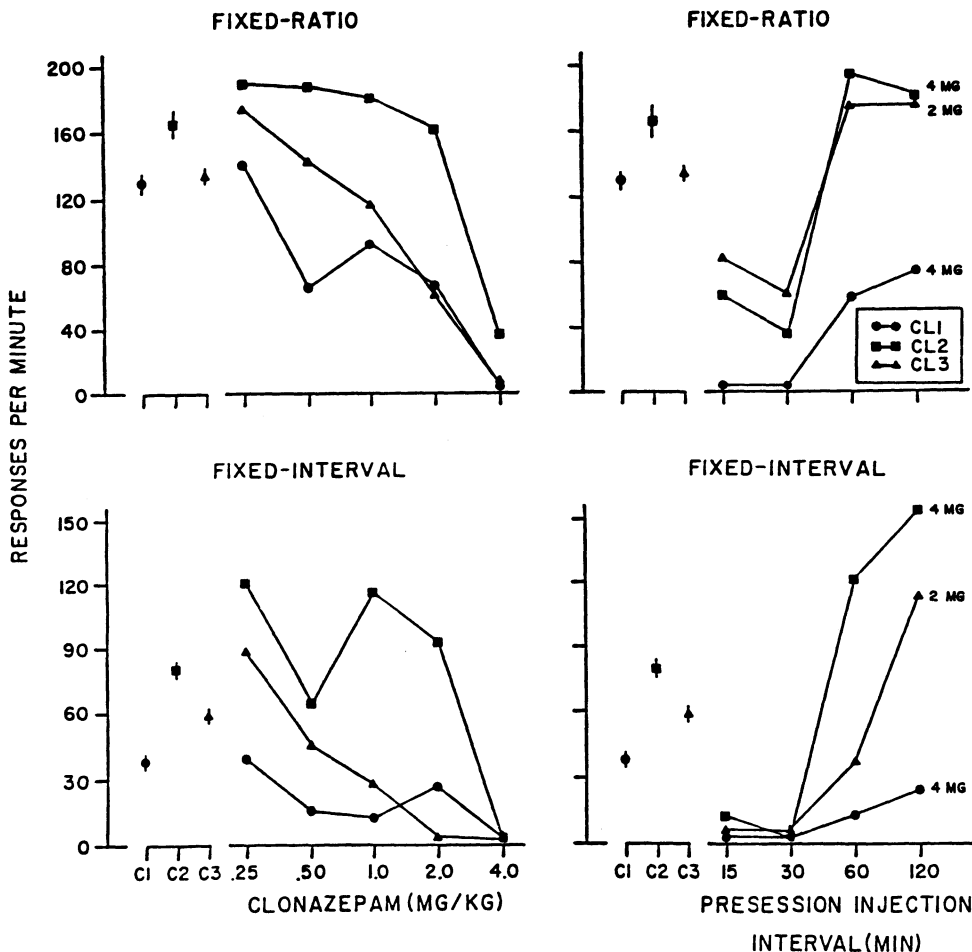 FIXED-RATIO
FIXED-RATIO
200
160
120
80
40
0
4 MG
2 MG
4 MG
CL1
CL2
CL3
RESPONSES PER MINUTE
FIXED-INTERVAL
FIXED-INTERVAL
150
120
90
60
30
0
4 MG
2 MG
4 MG
C1 C2 C3 .25 .50 1.0 2.0 4.0
C1 C2 C3 15 30 60 120
CLONAZEPAM (MG/KG)
PRESESSION INJECTION
INTERVAL (MIN)